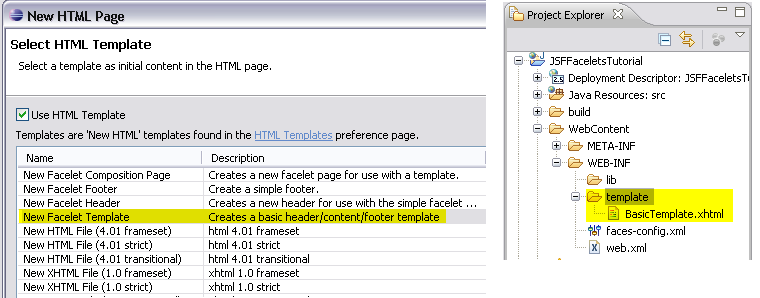 New HTML Page
Select HTML Template
Select a template as initial content in the HTML page.
Use HTML Template
Templates are 'New HTML' templates found in the HTML Templates preference page.
Name Description
New Facelet Composition Page Creates a new facelet page for use with a template.
New Facelet Footer Create a simple footer.
New Facelet Header Creates a new header for use with the simple facelet ...
New Facelet Template Creates a basic header/content/footer template
New HTML File (4.01 frameset) html 4.01 frameset
New HTML File (4.01 strict) html 4.01 strict
New HTML File (4.01 transitional) html 4.01 transitional
New XHTML File (1.0 frameset) xhtml 1.0 frameset
New XHTML File (1.0 strict) xhtml 1.0 strict
Project Explorer
JSFFaceletsTutorial
Deployment Descriptor: JSFFaceletsTu
Java Resources: src
build
WebContent
META-INF
WEB-INF
lib
template
BasicTemplate.xhtml
faces-config.xml
web.xml